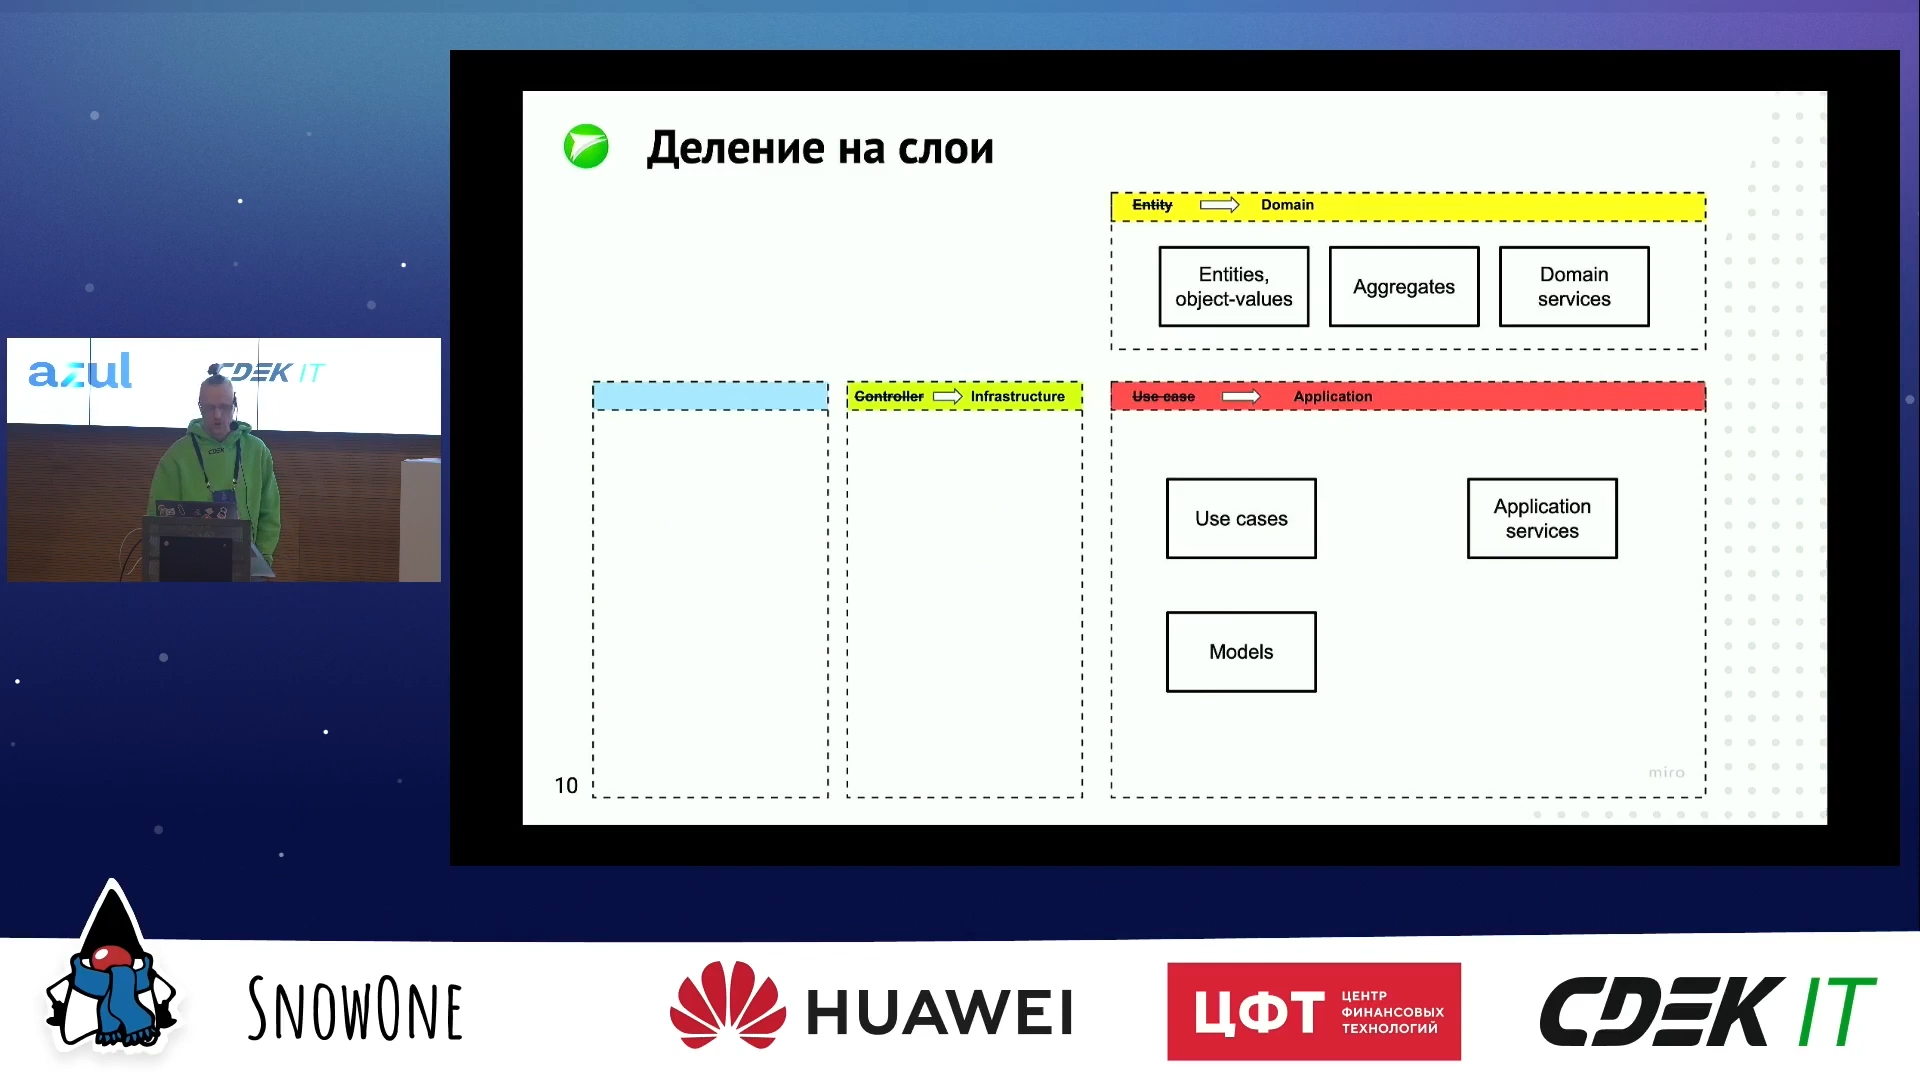 Деление на слои
Entity
Domain
Entities,
object-values
Aggregates
Domain
services
Controller
Infrastructure
Use case
Application
Use cases
Application
services
Models
miro
10
azul
CDEK IT
CDEK
SnowOne
HUAWEI
ЦФТ
ЦЕНТР
ФИНАНСОВЫХ
ТЕХНОЛОГИЙ
CDEK IT